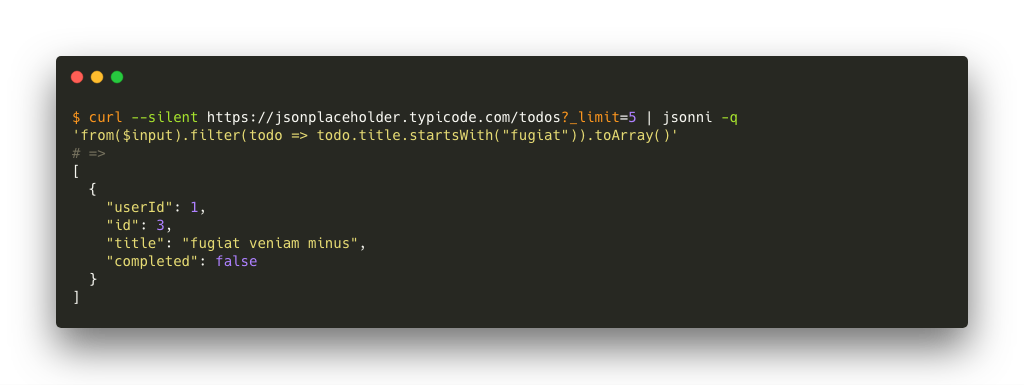 $ curl --silent https://jsonplaceholder.typicode.com/todos?_limit=5 | jsonni -q
'from($input).filter(todo => todo.title.startsWith("fugiat")).toArray()'
# =>
[
  {
    "userId": 1,
    "id": 3,
    "title": "fugiat veniam minus",
    "completed": false
  }
]